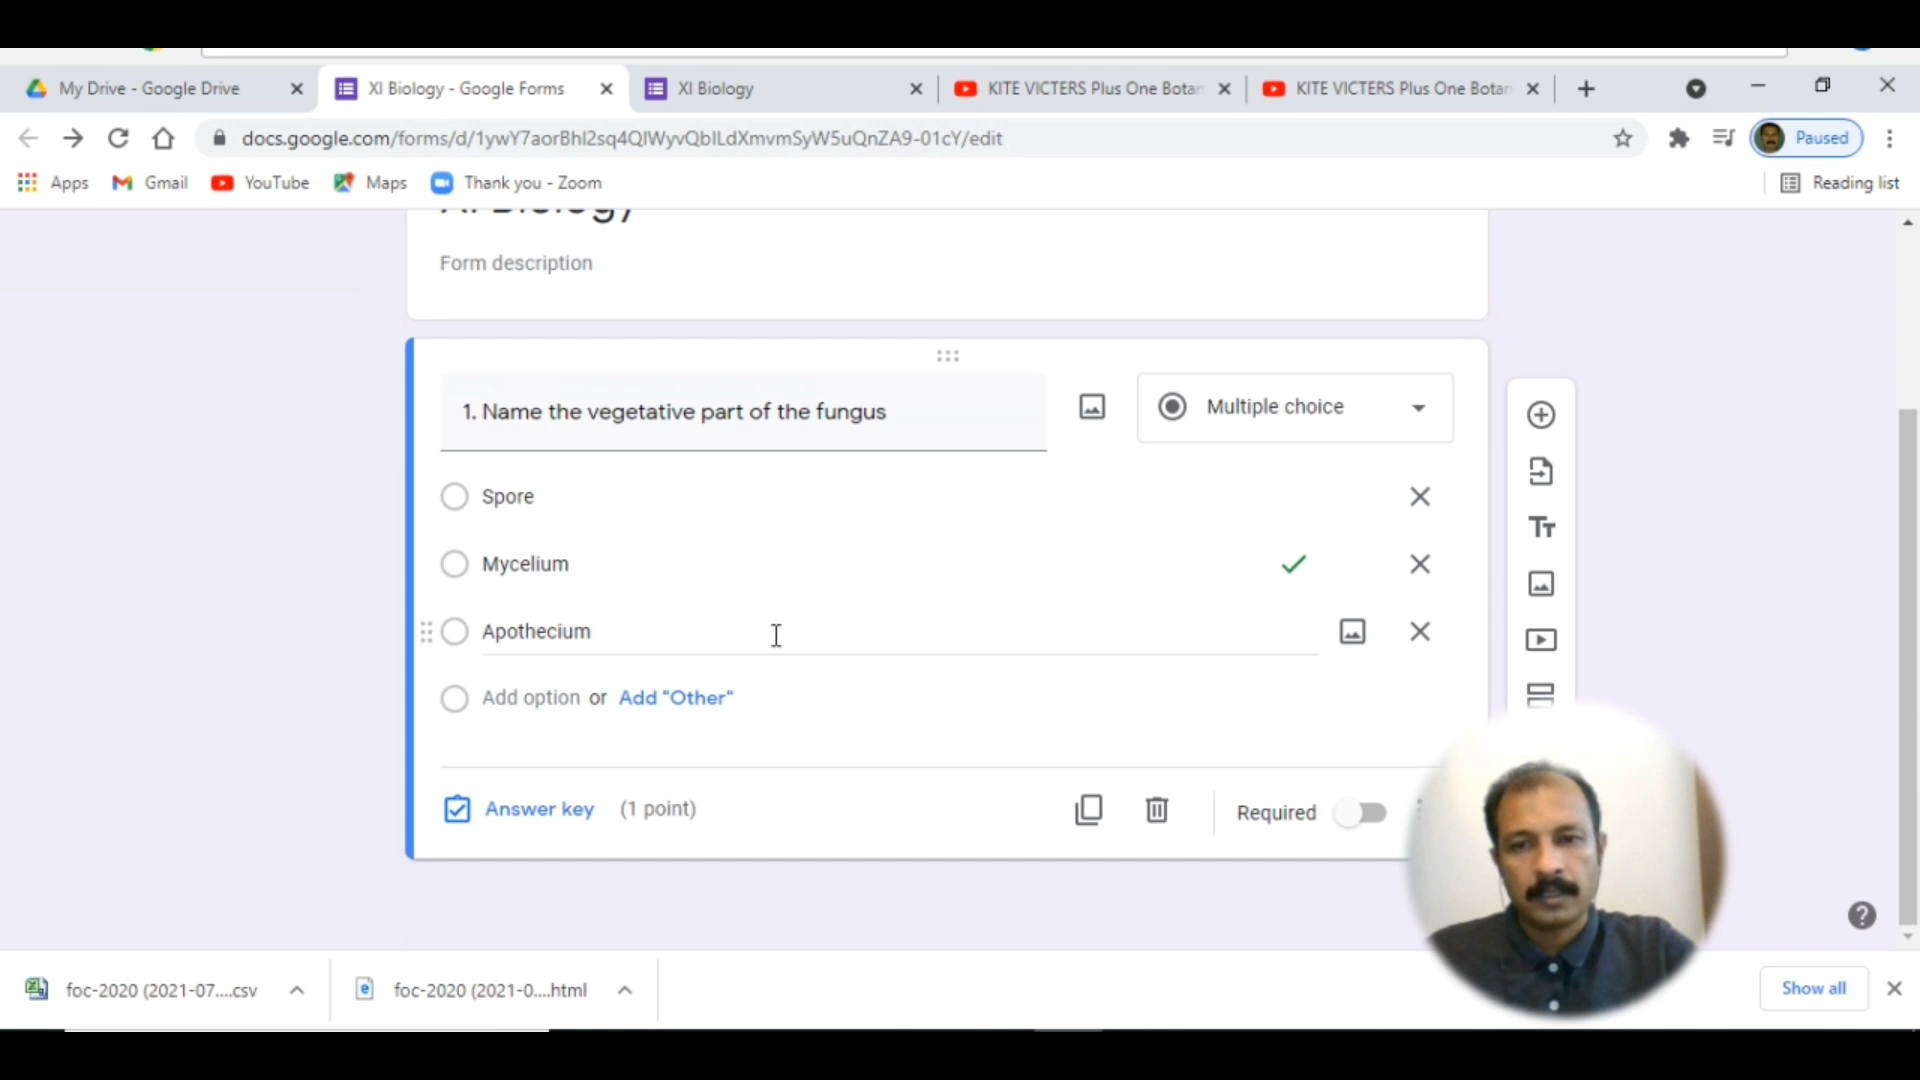 My Drive - Google Drive
XI Biology - Google Forms
XI Biology
KITE VICTERS Plus One Botan
KITE VICTERS Plus One Botan
docs.google.com/forms/d/1ywY7aorBhl2sq4QlWyvQblLdXmvmSyW5uQnZA9-01cY/edit
Paused
Apps
Gmail
YouTube
Maps
Thank you - Zoom
Reading list
XI Biology
Form description
1. Name the vegetative part of the fungus
Multiple choice
Spore
Mycelium
Apothecium
Add option or Add "Other"
Answer key (1 point)
Required
foc-2020 (2021-07....csv
foc-2020 (2021-0....html
Show all